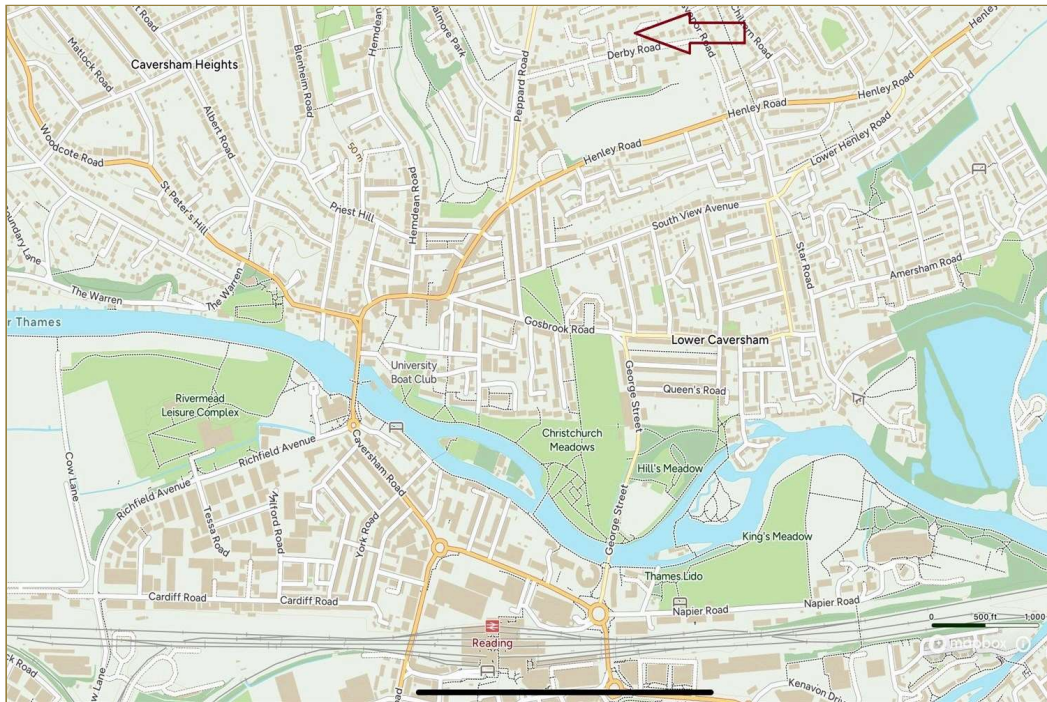 Matlock Road
Caversham Heights
Blenheim Road
Albert Road
Woodcote Road
St Peter's Hill
50 m
Priest Hill
Hemdean Road
Peppard Road
Derby Road
Henley Road
Henley Road
Henley Road
Lower Henley Road
South View Avenue
Star Road
Amersham Road
The Warren
The Warren
r Thames
Gosbrook Road
Lower Caversham
University
Boat Club
Queen's Road
George Street
Rivermead
Leisure Complex
Christchurch
Meadows
Hill's Meadow
Richfield Avenue
Richfield Avenue
Caversham Road
Cow Lane
Tessa Road
Milford Road
York Road
George Street
King's Meadow
Thames Lido
Cardiff Road
Cardiff Road
Napier Road
Napier Road
Reading
0 500 ft 1,000
mapbox